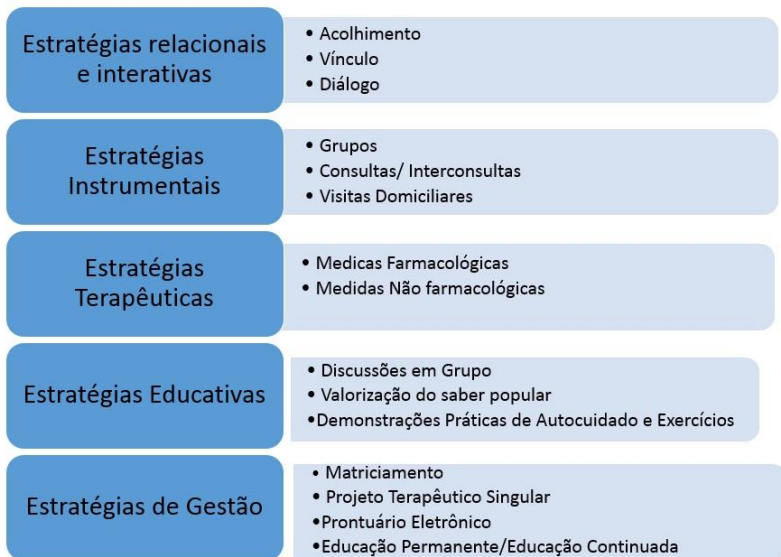 Estratégias relacionais
e interativas
• Acolhimento
• Vínculo
• Diálogo
Estratégias
Instrumentais
• Grupos
• Consultas/ Interconsultas
• Visitas Domiciliares
Estratégias
Terapêuticas
• Medicas Farmacológicas
• Medidas Não farmacológicas
Estratégias Educativas
• Discussões em Grupo
• Valorização do saber popular
•Demonstrações Práticas de Autocuidado e Exercícios
Estratégias de Gestão
• Matriciamento
• Projeto Terapêutico Singular
•Prontuário Eletrônico
•Educação Permanente/Educação Continuada